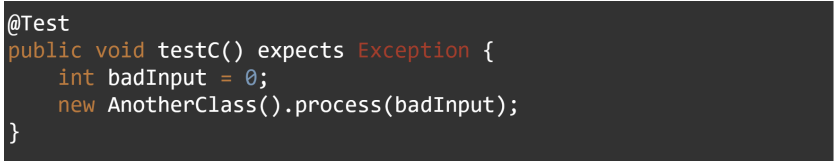 @Test
public void testC() expects Exception {
    int badInput = 0;
    new AnotherClass().process(badInput);
}